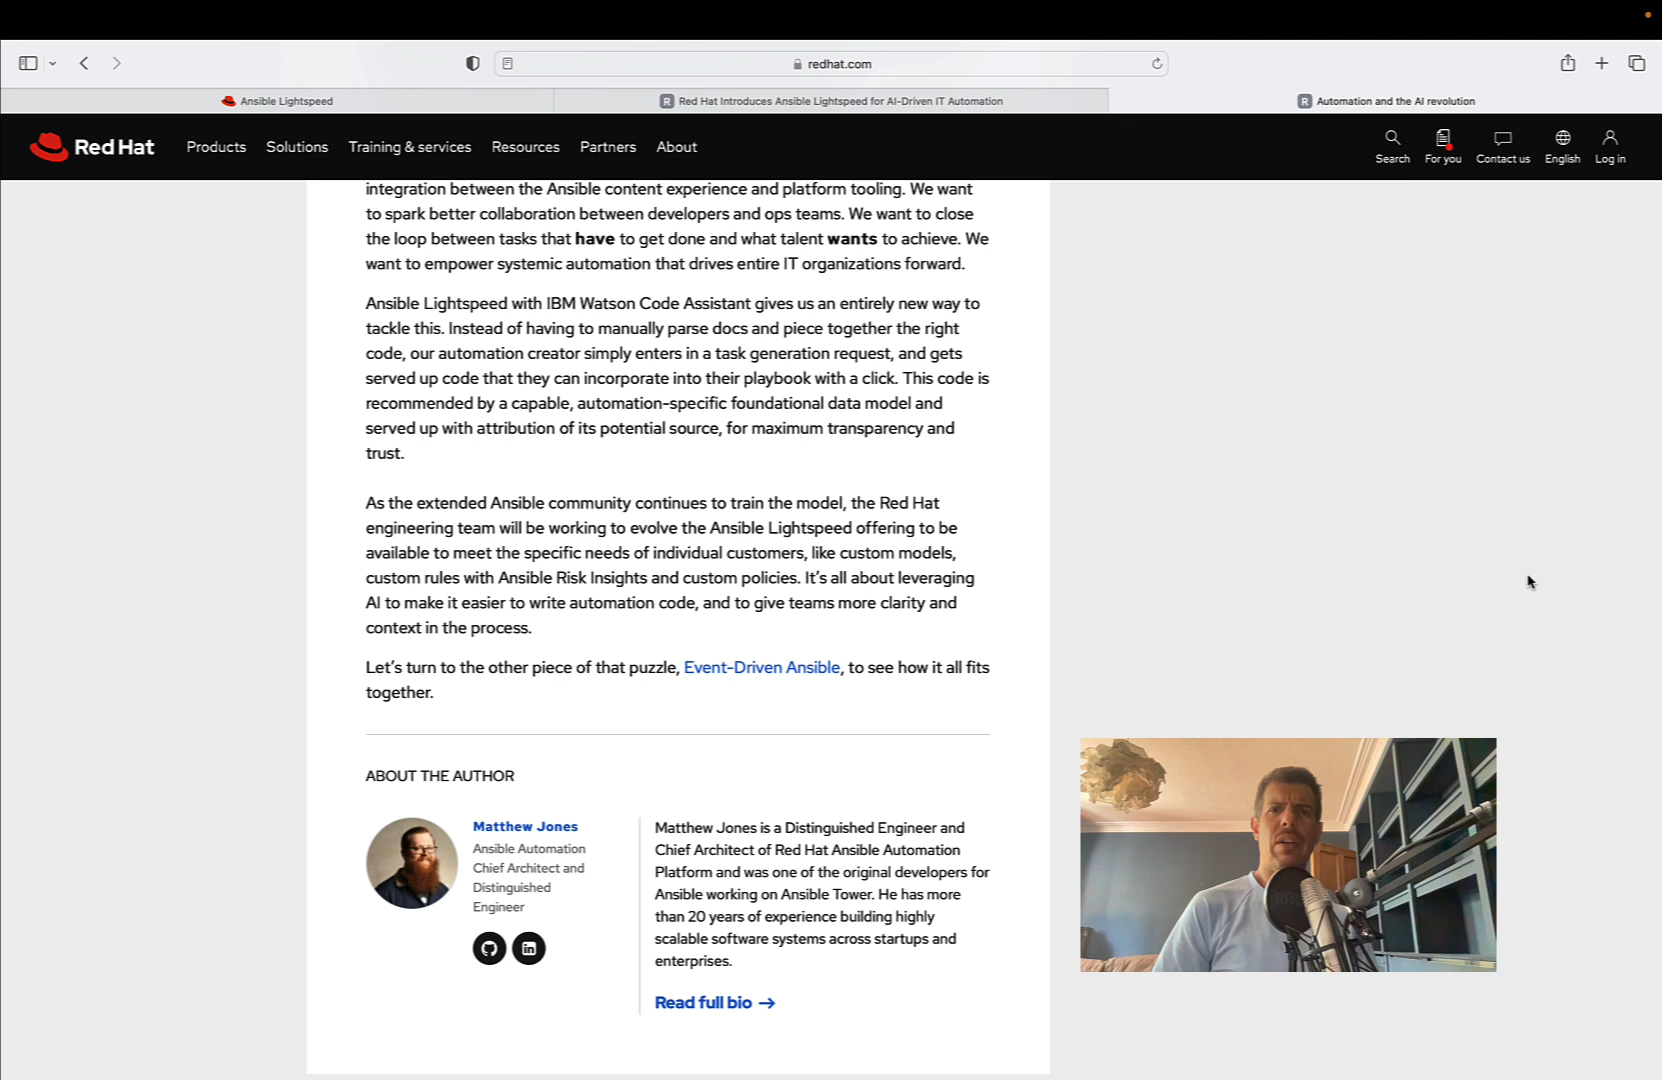 redhat.com
Ansible Lightspeed
R Red Hat Introduces Ansible Lightspeed for AI-Driven IT Automation
R Automation and the AI revolution
Red Hat
Products Solutions Training & services Resources Partners About
Search For you Contact us English Log in
integration between the Ansible content experience and platform tooling. We want
to spark better collaboration between developers and ops teams. We want to close
the loop between tasks that have to get done and what talent wants to achieve. We
want to empower systemic automation that drives entire IT organizations forward.
Ansible Lightspeed with IBM Watson Code Assistant gives us an entirely new way to
tackle this. Instead of having to manually parse docs and piece together the right
code, our automation creator simply enters in a task generation request, and gets
served up code that they can incorporate into their playbook with a click. This code is
recommended by a capable, automation-specific foundational data model and
served up with attribution of its potential source, for maximum transparency and
trust.
As the extended Ansible community continues to train the model, the Red Hat
engineering team will be working to evolve the Ansible Lightspeed offering to be
available to meet the specific needs of individual customers, like custom models,
custom rules with Ansible Risk Insights and custom policies. It's all about leveraging
AI to make it easier to write automation code, and to give teams more clarity and
context in the process.
Let's turn to the other piece of that puzzle, Event-Driven Ansible, to see how it all fits
together.
ABOUT THE AUTHOR
Matthew Jones
Ansible Automation
Chief Architect and
Distinguished
Engineer
in
Matthew Jones is a Distinguished Engineer and
Chief Architect of Red Hat Ansible Automation
Platform and was one of the original developers for
Ansible working on Ansible Tower. He has more
than 20 years of experience building highly
scalable software systems across startups and
enterprises.
Read full bio →